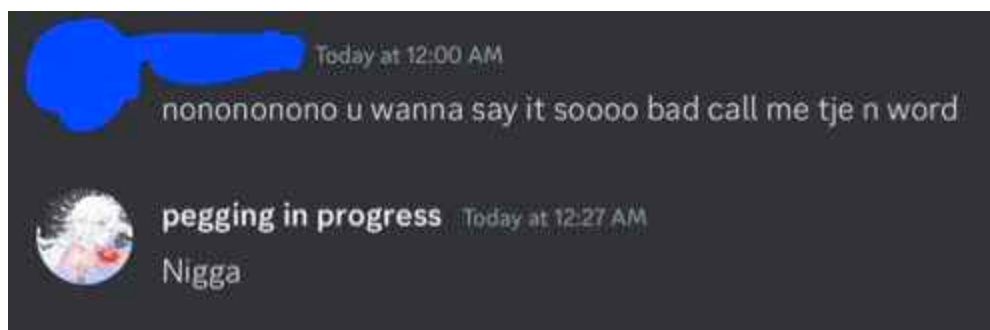 Today at 12:00 AM
nonononono u wanna say it soooo bad call me tje n word
pegging in progress Today at 12:27 AM
Nigga